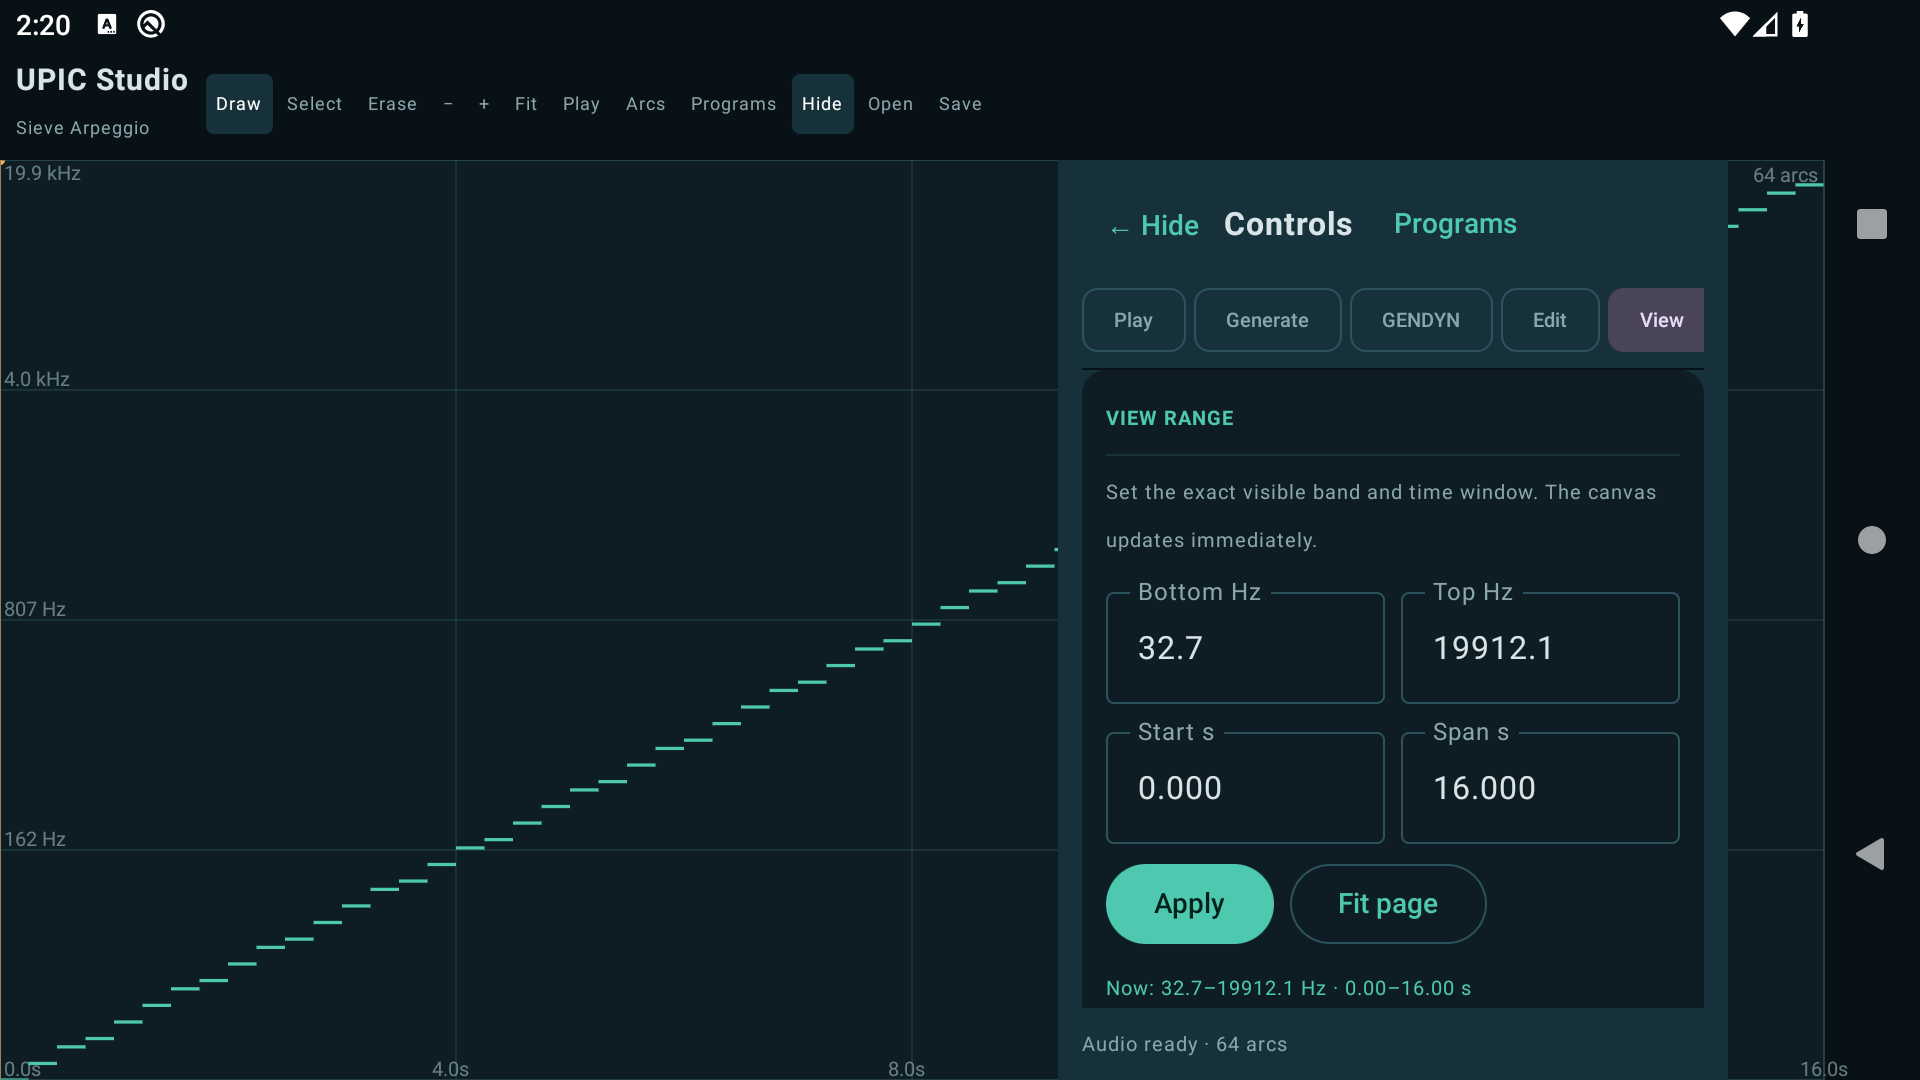 2:20
UPIC Studio
Sieve Arpeggio
Draw Select Erase − + Fit Play Arcs Programs Hide Open Save
19.9 kHz
64 arcs
4.0 kHz
807 Hz
162 Hz
0.0s 4.0s 8.0s 16.0s
← Hide Controls Programs
Play Generate GENDYN Edit View
VIEW RANGE
Set the exact visible band and time window. The canvas
updates immediately.
Bottom Hz Top Hz
32.7 19912.1
Start s Span s
0.000 16.000
Apply Fit page
Now: 32.7–19912.1 Hz · 0.00–16.00 s
Audio ready · 64 arcs